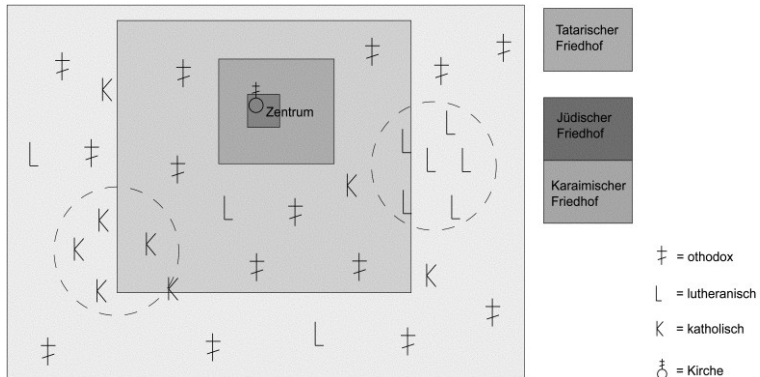 Zentrum
Tatarischer
Friedhof
Jüdischer
Friedhof
Karaimischer
Friedhof
= othodox
L = lutheranisch
K = katholisch
= Kirche
K
K
L
L
L
L
L
K
L
L
L
K
K
K
K
K
K
L